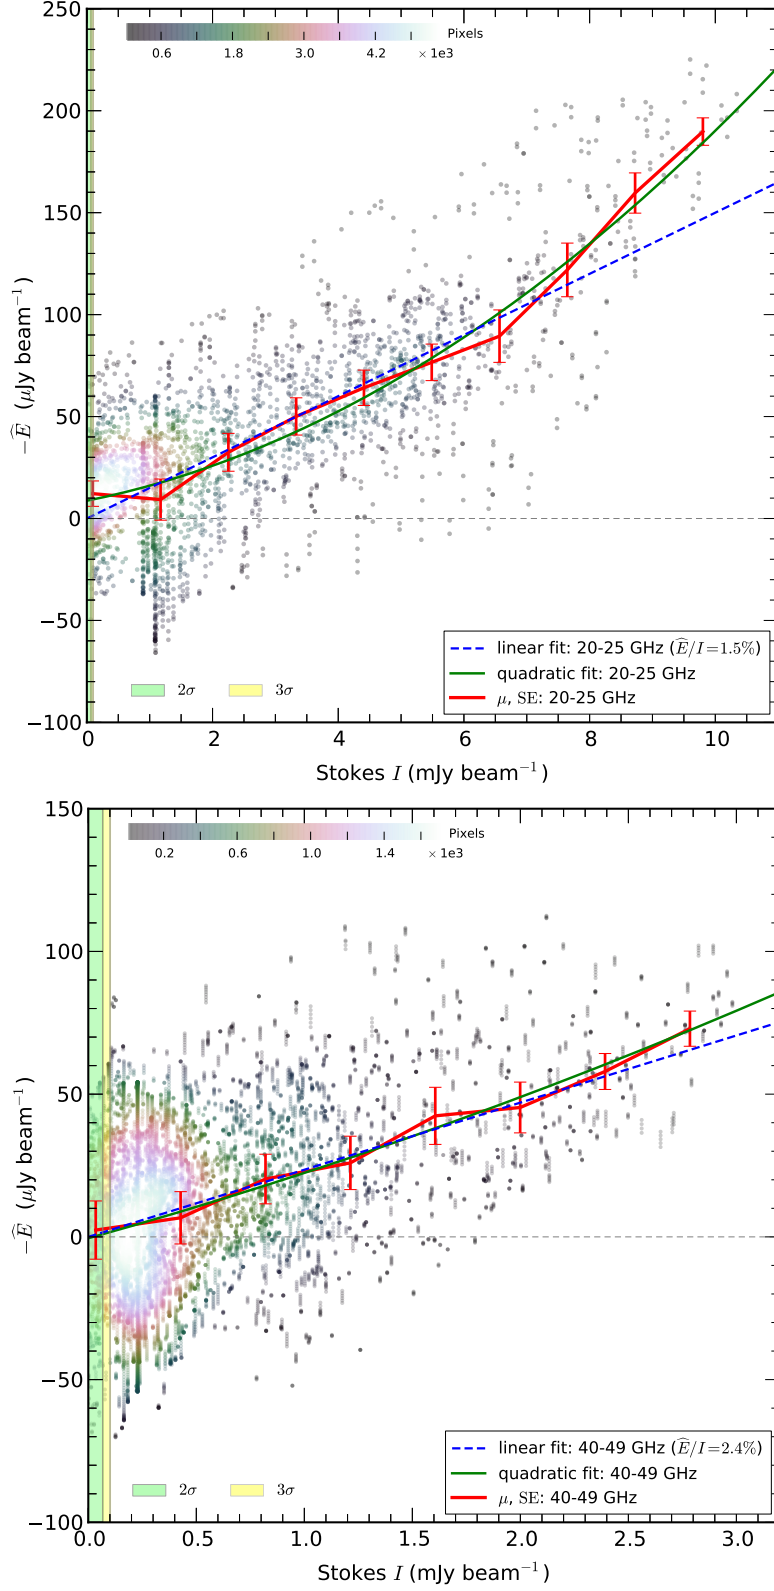 250
Pixels
0.6 1.8 3.0 4.2 × 1e3
200
150
100
50
0
−50
−100
−Ê (μJy beam⁻¹)
linear fit: 20-25 GHz (Ê/I=1.5%)
quadratic fit: 20-25 GHz
μ, SE: 20-25 GHz
2σ 3σ
0 2 4 6 8 10
Stokes I (mJy beam⁻¹)
150
Pixels
0.2 0.6 1.0 1.4 × 1e3
100
50
0
−50
−100
−Ê (μJy beam⁻¹)
linear fit: 40-49 GHz (Ê/I=2.4%)
quadratic fit: 40-49 GHz
μ, SE: 40-49 GHz
2σ 3σ
0.0 0.5 1.0 1.5 2.0 2.5 3.0
Stokes I (mJy beam⁻¹)